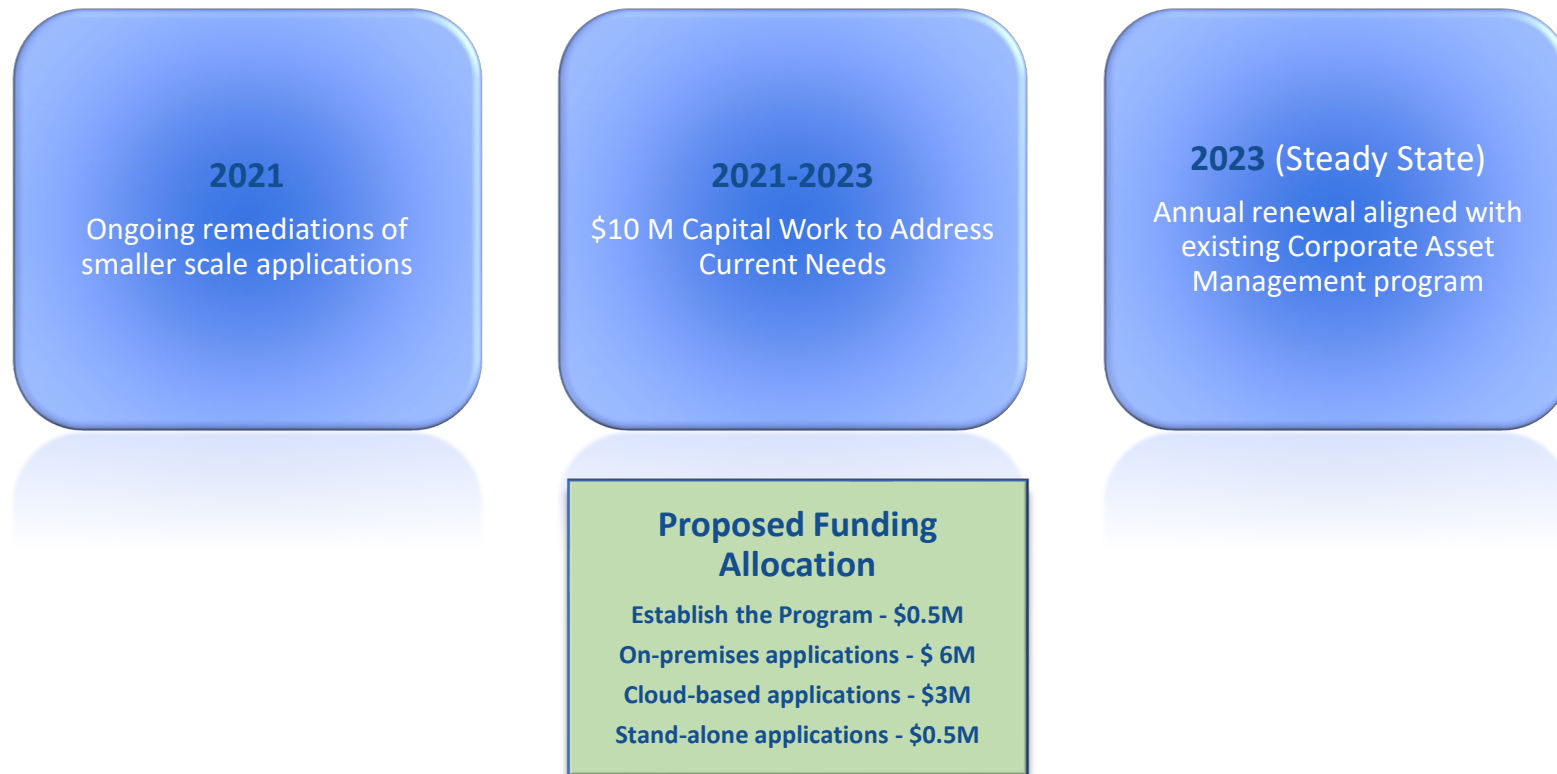 2021
Ongoing remediations of
smaller scale applications
2021-2023
$10 M Capital Work to Address
Current Needs
2023 (Steady State)
Annual renewal aligned with
existing Corporate Asset
Management program
Proposed Funding
Allocation
Establish the Program - $0.5M
On-premises applications - $ 6M
Cloud-based applications - $3M
Stand-alone applications - $0.5M